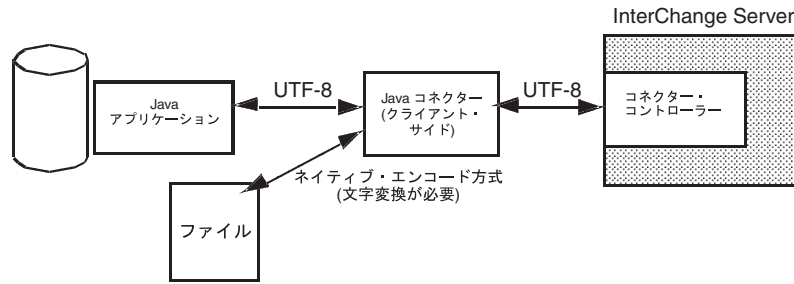 InterChange Server
Java
アプリケーション
UTF-8
Java コネクター
(クライアント・
サイド)
UTF-8
コネクター・
コントローラー
ネイティブ・エンコード方式
(文字変換が必要)
ファイル